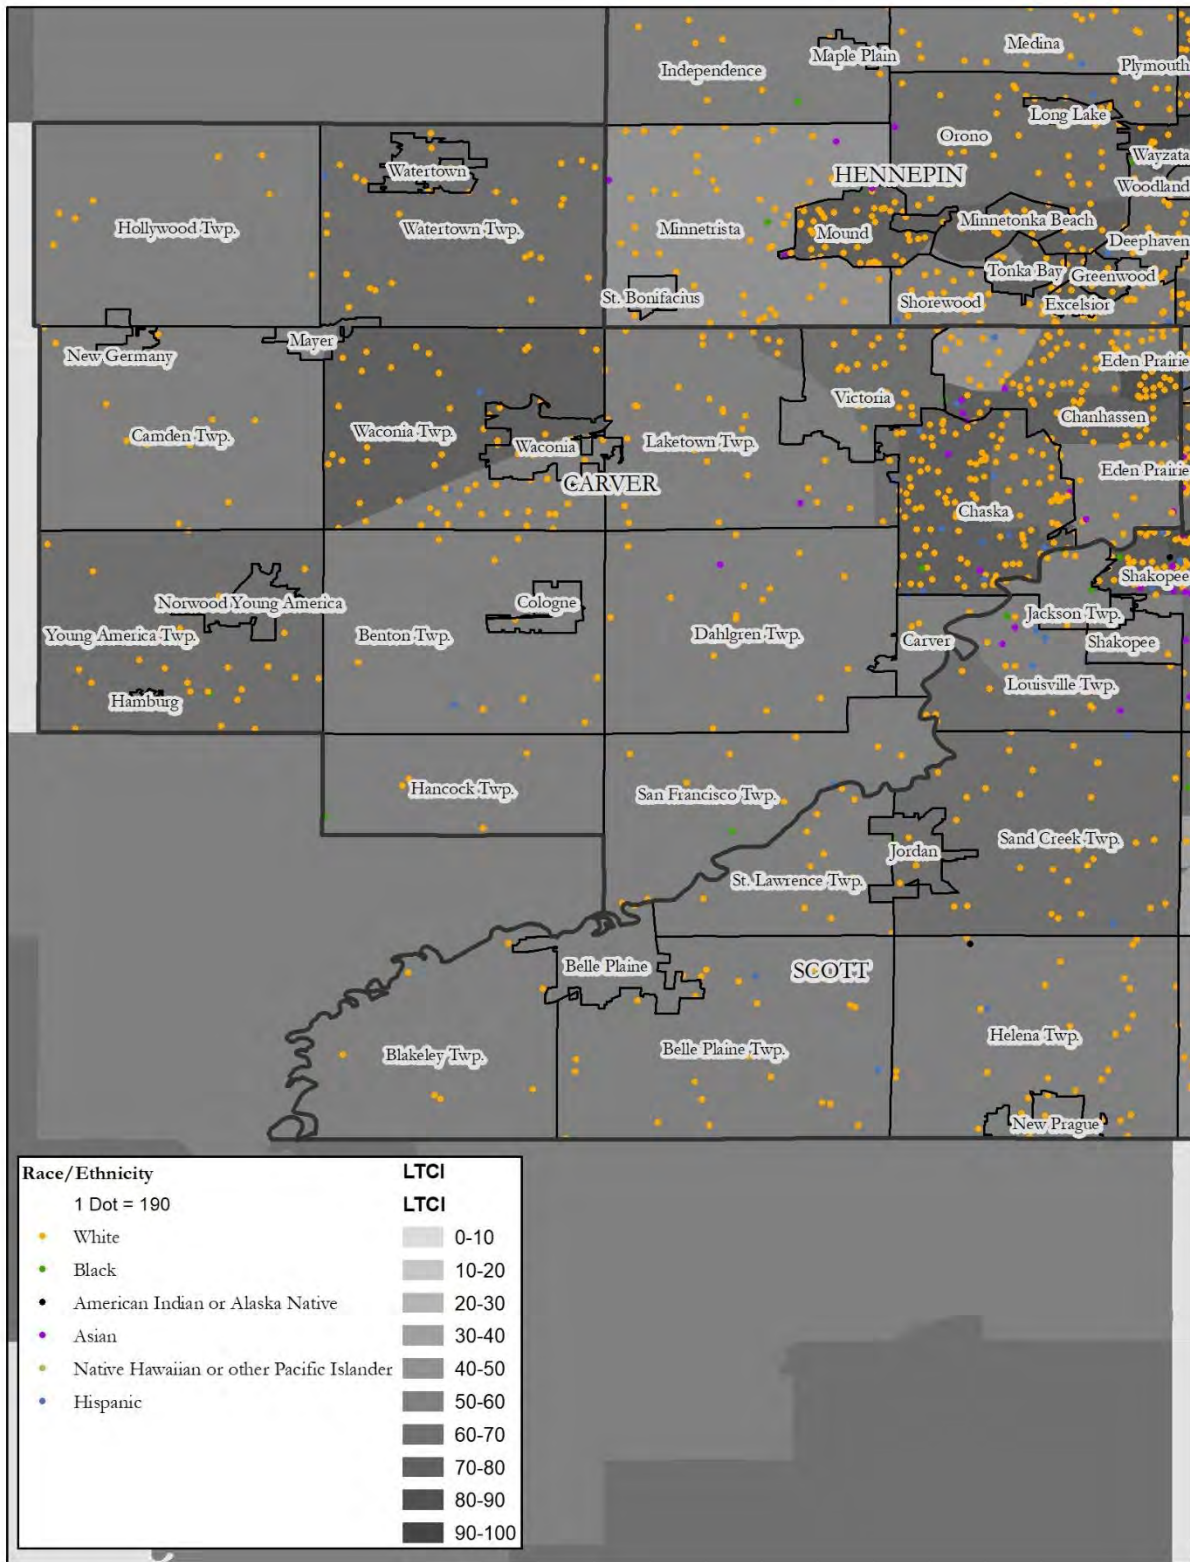 Medina
Maple Plain
Plymouth
Independence
Long Lake
Orono
Wayzata
Watertown
HENNEPIN
Woodland
Minnetonka Beach
Hollywood Twp.
Watertown Twp.
Minnetrista
Mound
Deephaven
Tonka Bay
Greenwood
St. Bonifacius
Shorewood
Excelsior
Mayer
New Germany
Eden Prairie
Victoria
Chanhassen
Camden Twp.
Waconia Twp.
Waconia
Laketown Twp.
Eden Prairie
CARVER
Chaska
Shakopee
Norwood Young America
Cologne
Jackson Twp.
Young America Twp.
Benton Twp.
Dahlgren Twp.
Carver
Shakopee
Louisville Twp.
Hamburg
Hancock Twp.
San Francisco Twp.
Sand Creek Twp.
Jordan
St. Lawrence Twp.
Belle Plaine
SCOTT
Helena Twp.
Blakeley Twp.
Belle Plaine Twp.
New Prague
Race/Ethnicity
1 Dot = 190
White
Black
American Indian or Alaska Native
Asian
Native Hawaiian or other Pacific Islander
Hispanic
LTCI
LTCI
0-10
10-20
20-30
30-40
40-50
50-60
60-70
70-80
80-90
90-100